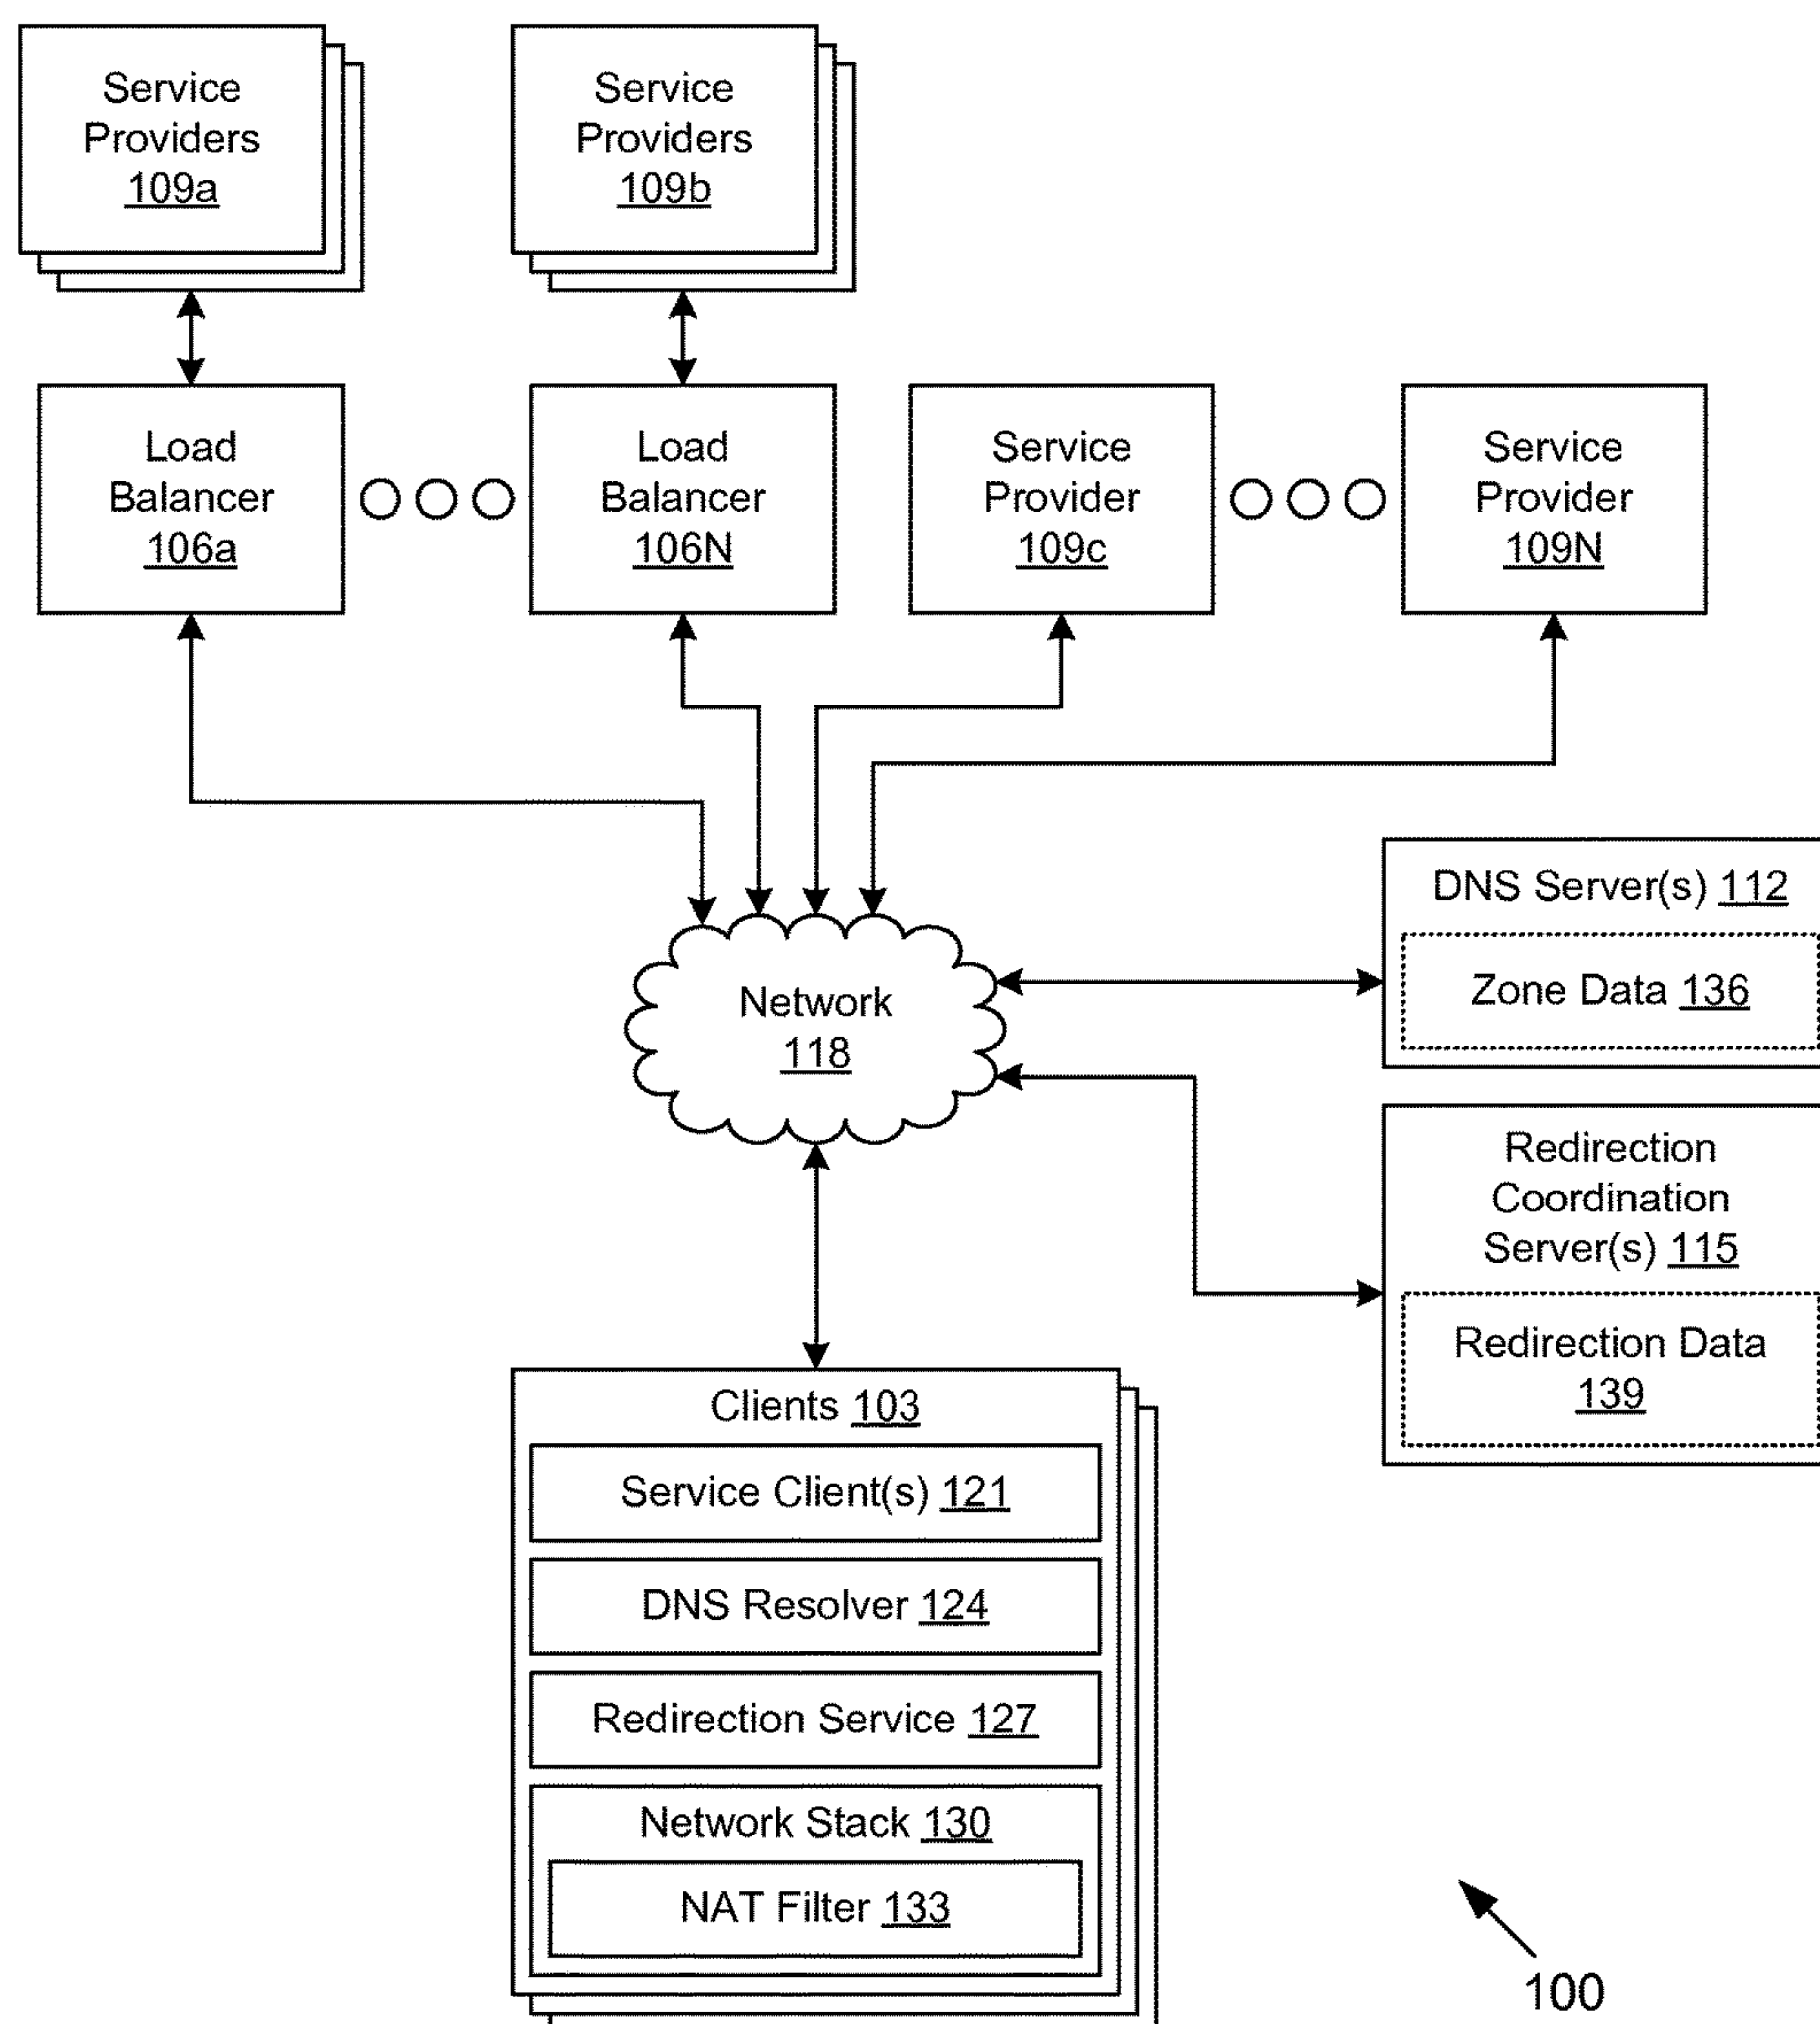 Service
Providers
109a
Service
Providers
109b
Load
Balancer
106a
Load
Balancer
106N
Service
Provider
109c
Service
Provider
109N
DNS Server(s) 112
Zone Data 136
Network
118
Redirection
Coordination
Server(s) 115
Redirection Data
139
Clients 103
Service Client(s) 121
DNS Resolver 124
Redirection Service 127
Network Stack 130
NAT Filter 133
100